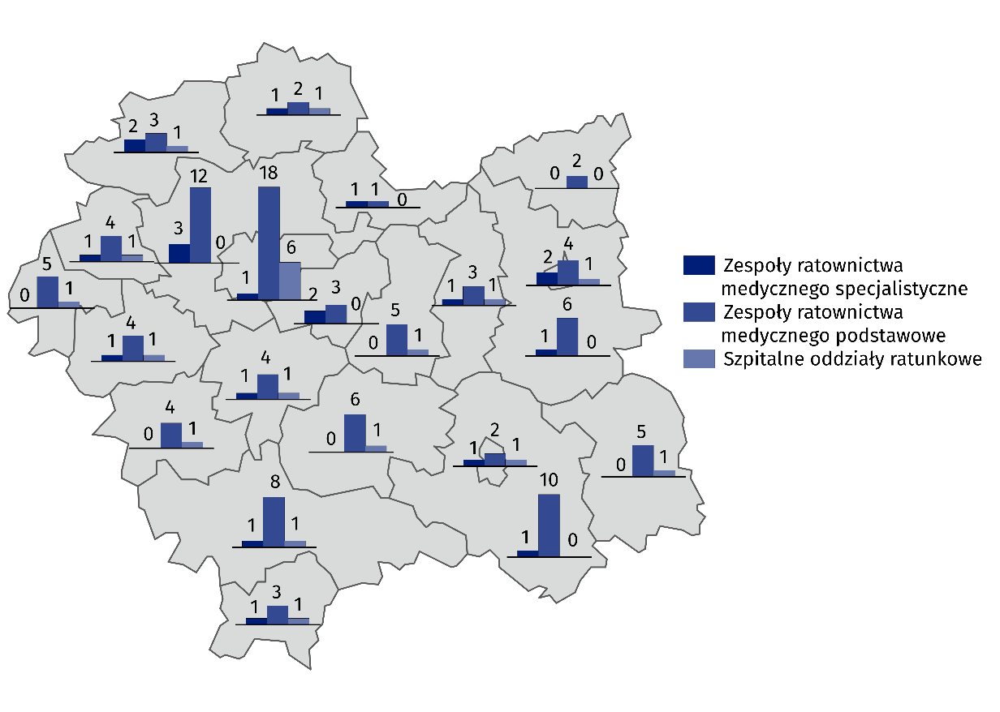 1 2 1
2 3 1
0 2 0
12
3 0
18
1 6
1 1 0
1 4 1
0 5 1
2 4 1
1 3 1
2 3 0
0 5 1
1 6 0
1 4 1
1 4 1
0 4 1
0 6 1
1 2 1
0 5 1
1 8 1
1 10 0
1 3 1
Zespoły ratownictwa
medycznego specjalistyczne
Zespoły ratownictwa
medycznego podstawowe
Szpitalne oddziały ratunkowe